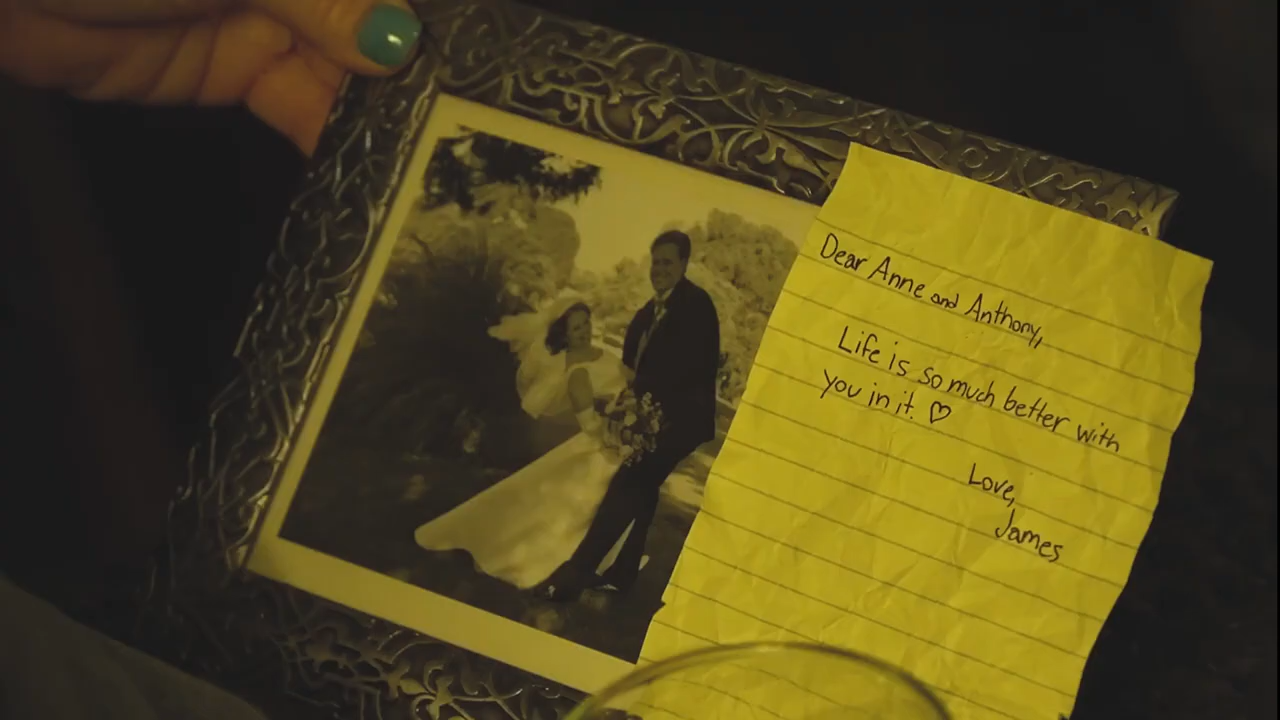 Dear Anne and Anthony,
Life is so much better with
you in it. ♡
Love,
James